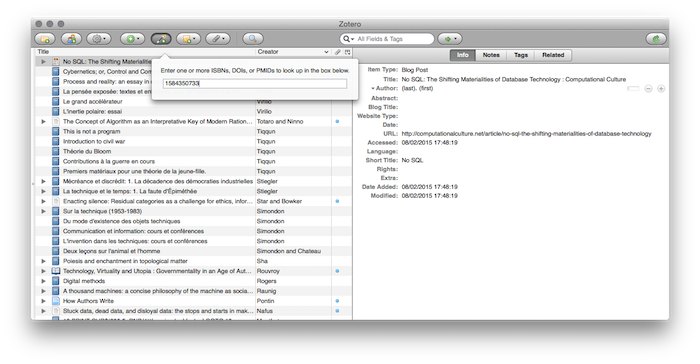 Zotero
All Fields & Tags
Title Creator
No SQL: The Shifting Materialities
Cybernetics; or, Control and Com
Process and reality: an essay in c
La pensée exposée: textes et en
Le grand accélérateur Virilio
L'inertie polaire: essai Virilio
The Concept of Algorithm as an Interpretative Key of Modern Ration... Totaro and Ninno
This is not a program Tiqqun
Introduction to civil war Tiqqun
Théorie du Bloom Tiqqun
Contributions à la guerre en cours Tiqqun
Premiers matériaux pour une théorie de la jeune-fille. Tiqqun
Mécréance et discrédit: 1. La décadence des démocraties industrielles Stiegler
La technique et le temps: 1. La faute d'Épiméthée Stiegler
Enacting silence: Residual categories as a challenge for ethics, infor... Star and Bowker
Sur la technique (1953-1983) Simondon
Du mode d'existence des objets techniques Simondon
Communication et information: cours et conférences Simondon
L'invention dans les techniques: cours et conférences Simondon
Deux leçons sur l'animal et l'homme Simondon and Chateau
Poiesis and enchantment in topological matter Sha
Technology, Virtuality and Utopia : Governmentality in an Age of Aut... Rouvroy
Digital methods Rogers
A thousand machines: a concise philosophy of the machine as socia... Raunig
How Authors Write Pontin
Stuck data, dead data, and disloyal data: the stops and starts in mak... Nafus
Enter one or more ISBNs, DOIs, or PMIDs to look up in the box below.
1584350733
Info Notes Tags Related
Item Type: Blog Post
Title: No SQL: The Shifting Materialities of Database Technology : Computational Culture
Author: (last), (first)
Abstract:
Blog Title:
Website Type:
Date:
URL: http://computationalculture.net/article/no-sql-the-shifting-materialities-of-database-technology
Accessed: 08/02/2015 17:48:19
Language:
Short Title: No SQL
Rights:
Extra:
Date Added: 08/02/2015 17:48:19
Modified: 08/02/2015 17:48:19